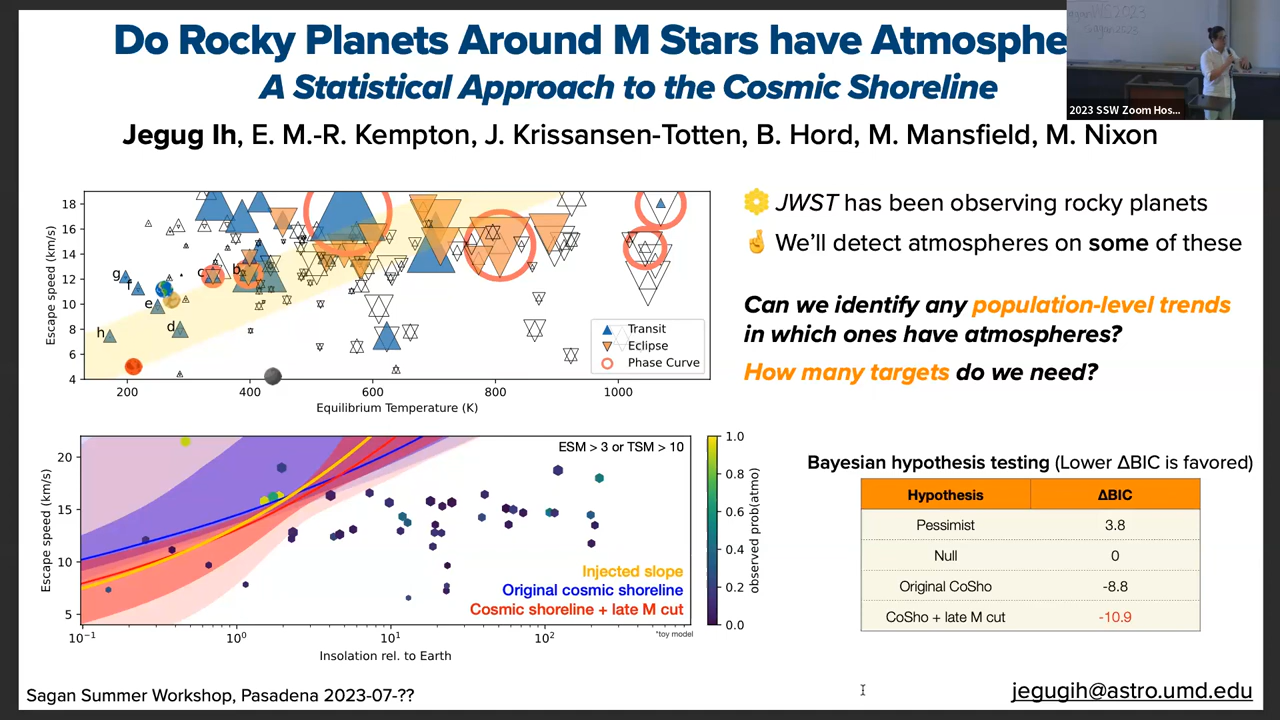 Do Rocky Planets Around M Stars have Atmosphe
A Statistical Approach to the Cosmic Shoreline
Jegug Ih, E. M.-R. Kempton, J. Krissansen-Totten, B. Hord, M. Mansfield, M. Nixon
2023 SSW Zoom Hos...
18
16
14
12
10
8
6
4
Escape speed (km/s)
g
f
e
h
d
c
b
Transit
Eclipse
Phase Curve
200
400
600
800
1000
Equilibrium Temperature (K)
JWST has been observing rocky planets
We'll detect atmospheres on some of these
Can we identify any population-level trends
in which ones have atmospheres?
How many targets do we need?
ESM > 3 or TSM > 10
20
15
10
5
Escape speed (km/s)
Injected slope
Original cosmic shoreline
Cosmic shoreline + late M cut
10⁻¹
10⁰
10¹
10²
*toy model
Insolation rel. to Earth
1.0
0.8
0.6
0.4
0.2
0.0
observed prob(atmo)
Bayesian hypothesis testing (Lower ΔBIC is favored)
Hypothesis ΔBIC
Pessimist 3.8
Null 0
Original CoSho -8.8
CoSho + late M cut -10.9
Sagan Summer Workshop, Pasadena 2023-07-??
jegugih@astro.umd.edu